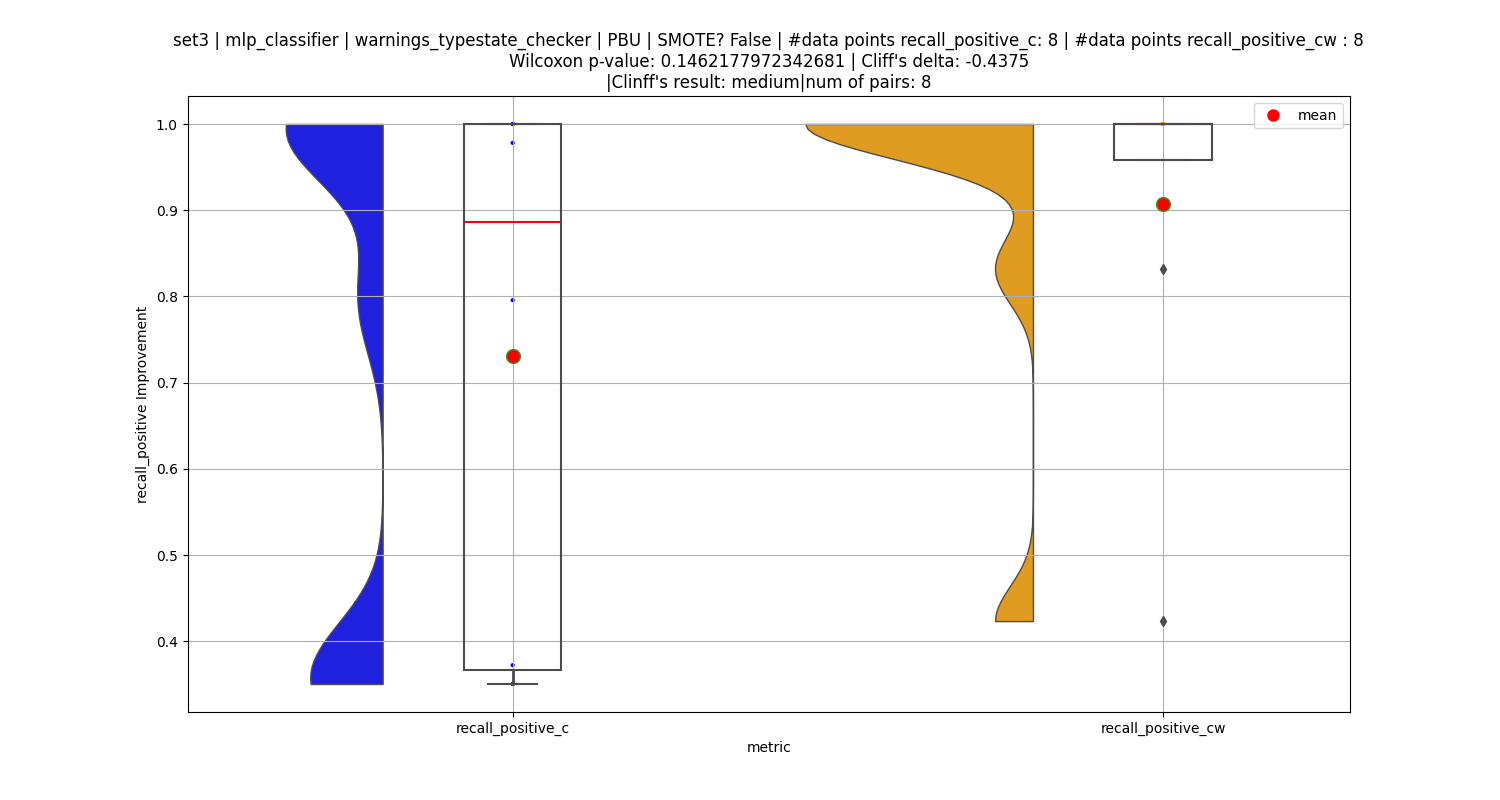 set3 | mlp_classifier | warnings_typestate_checker | PBU | SMOTE? False | #data points recall_positive_c: 8 | #data points recall_positive_cw : 8
Wilcoxon p-value: 0.1462177972342681 | Cliff's delta: -0.4375
|Clinff's result: medium|num of pairs: 8
mean
1.0
0.9
0.8
0.7
0.6
0.5
0.4
recall_positive Improvement
recall_positive_c
recall_positive_cw
metric